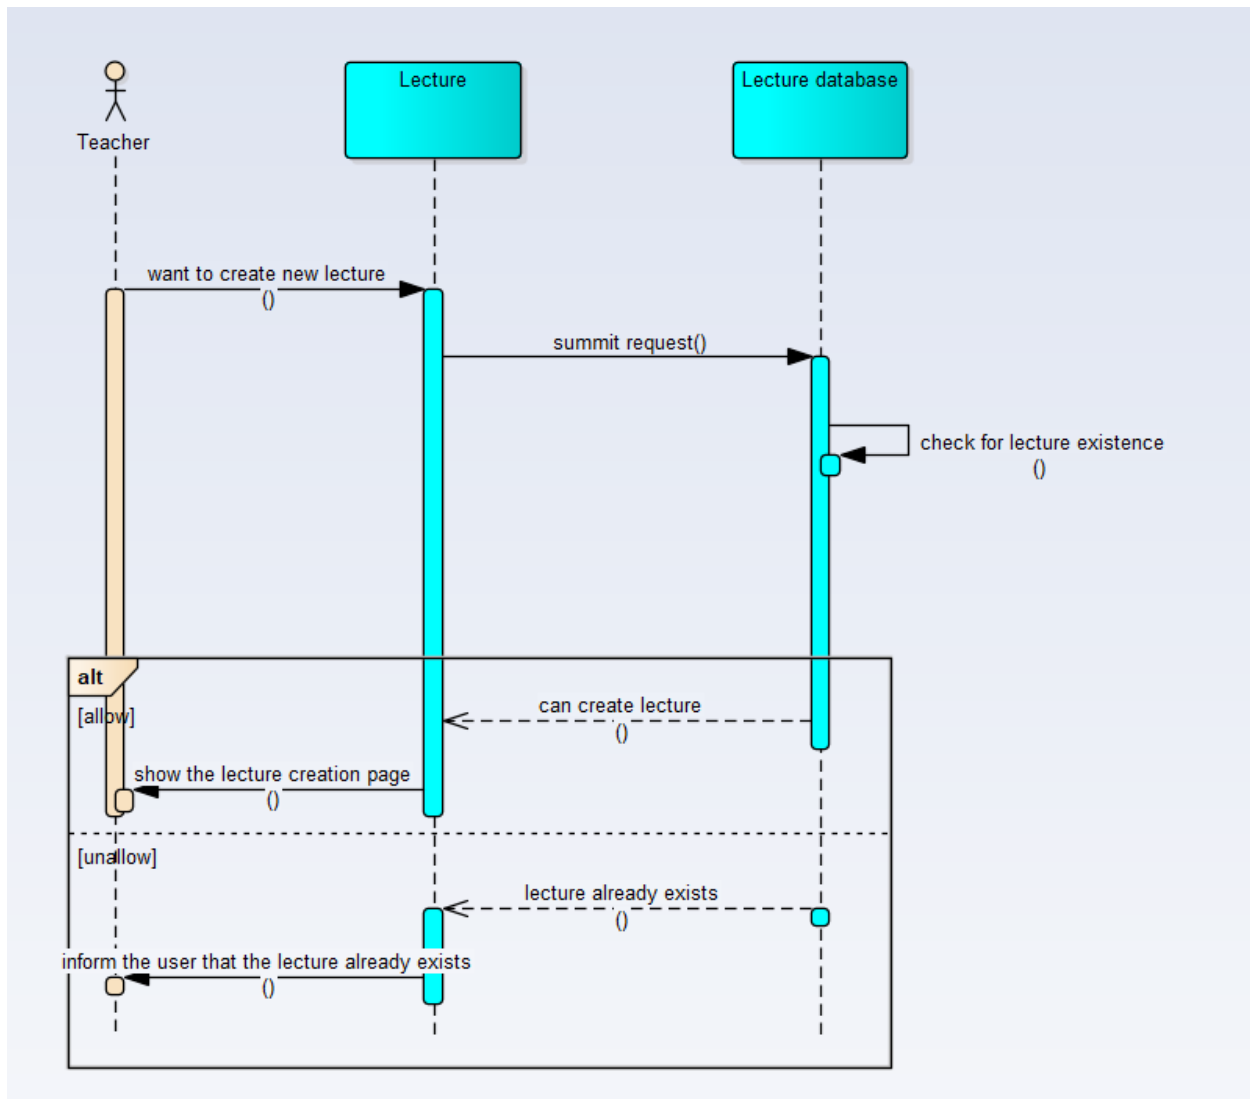 Teacher
Lecture
Lecture database
want to create new lecture
()
summit request()
check for lecture existence
()
alt
[allow]
can create lecture
()
show the lecture creation page
()
[unallow]
lecture already exists
()
inform the user that the lecture already exists
()